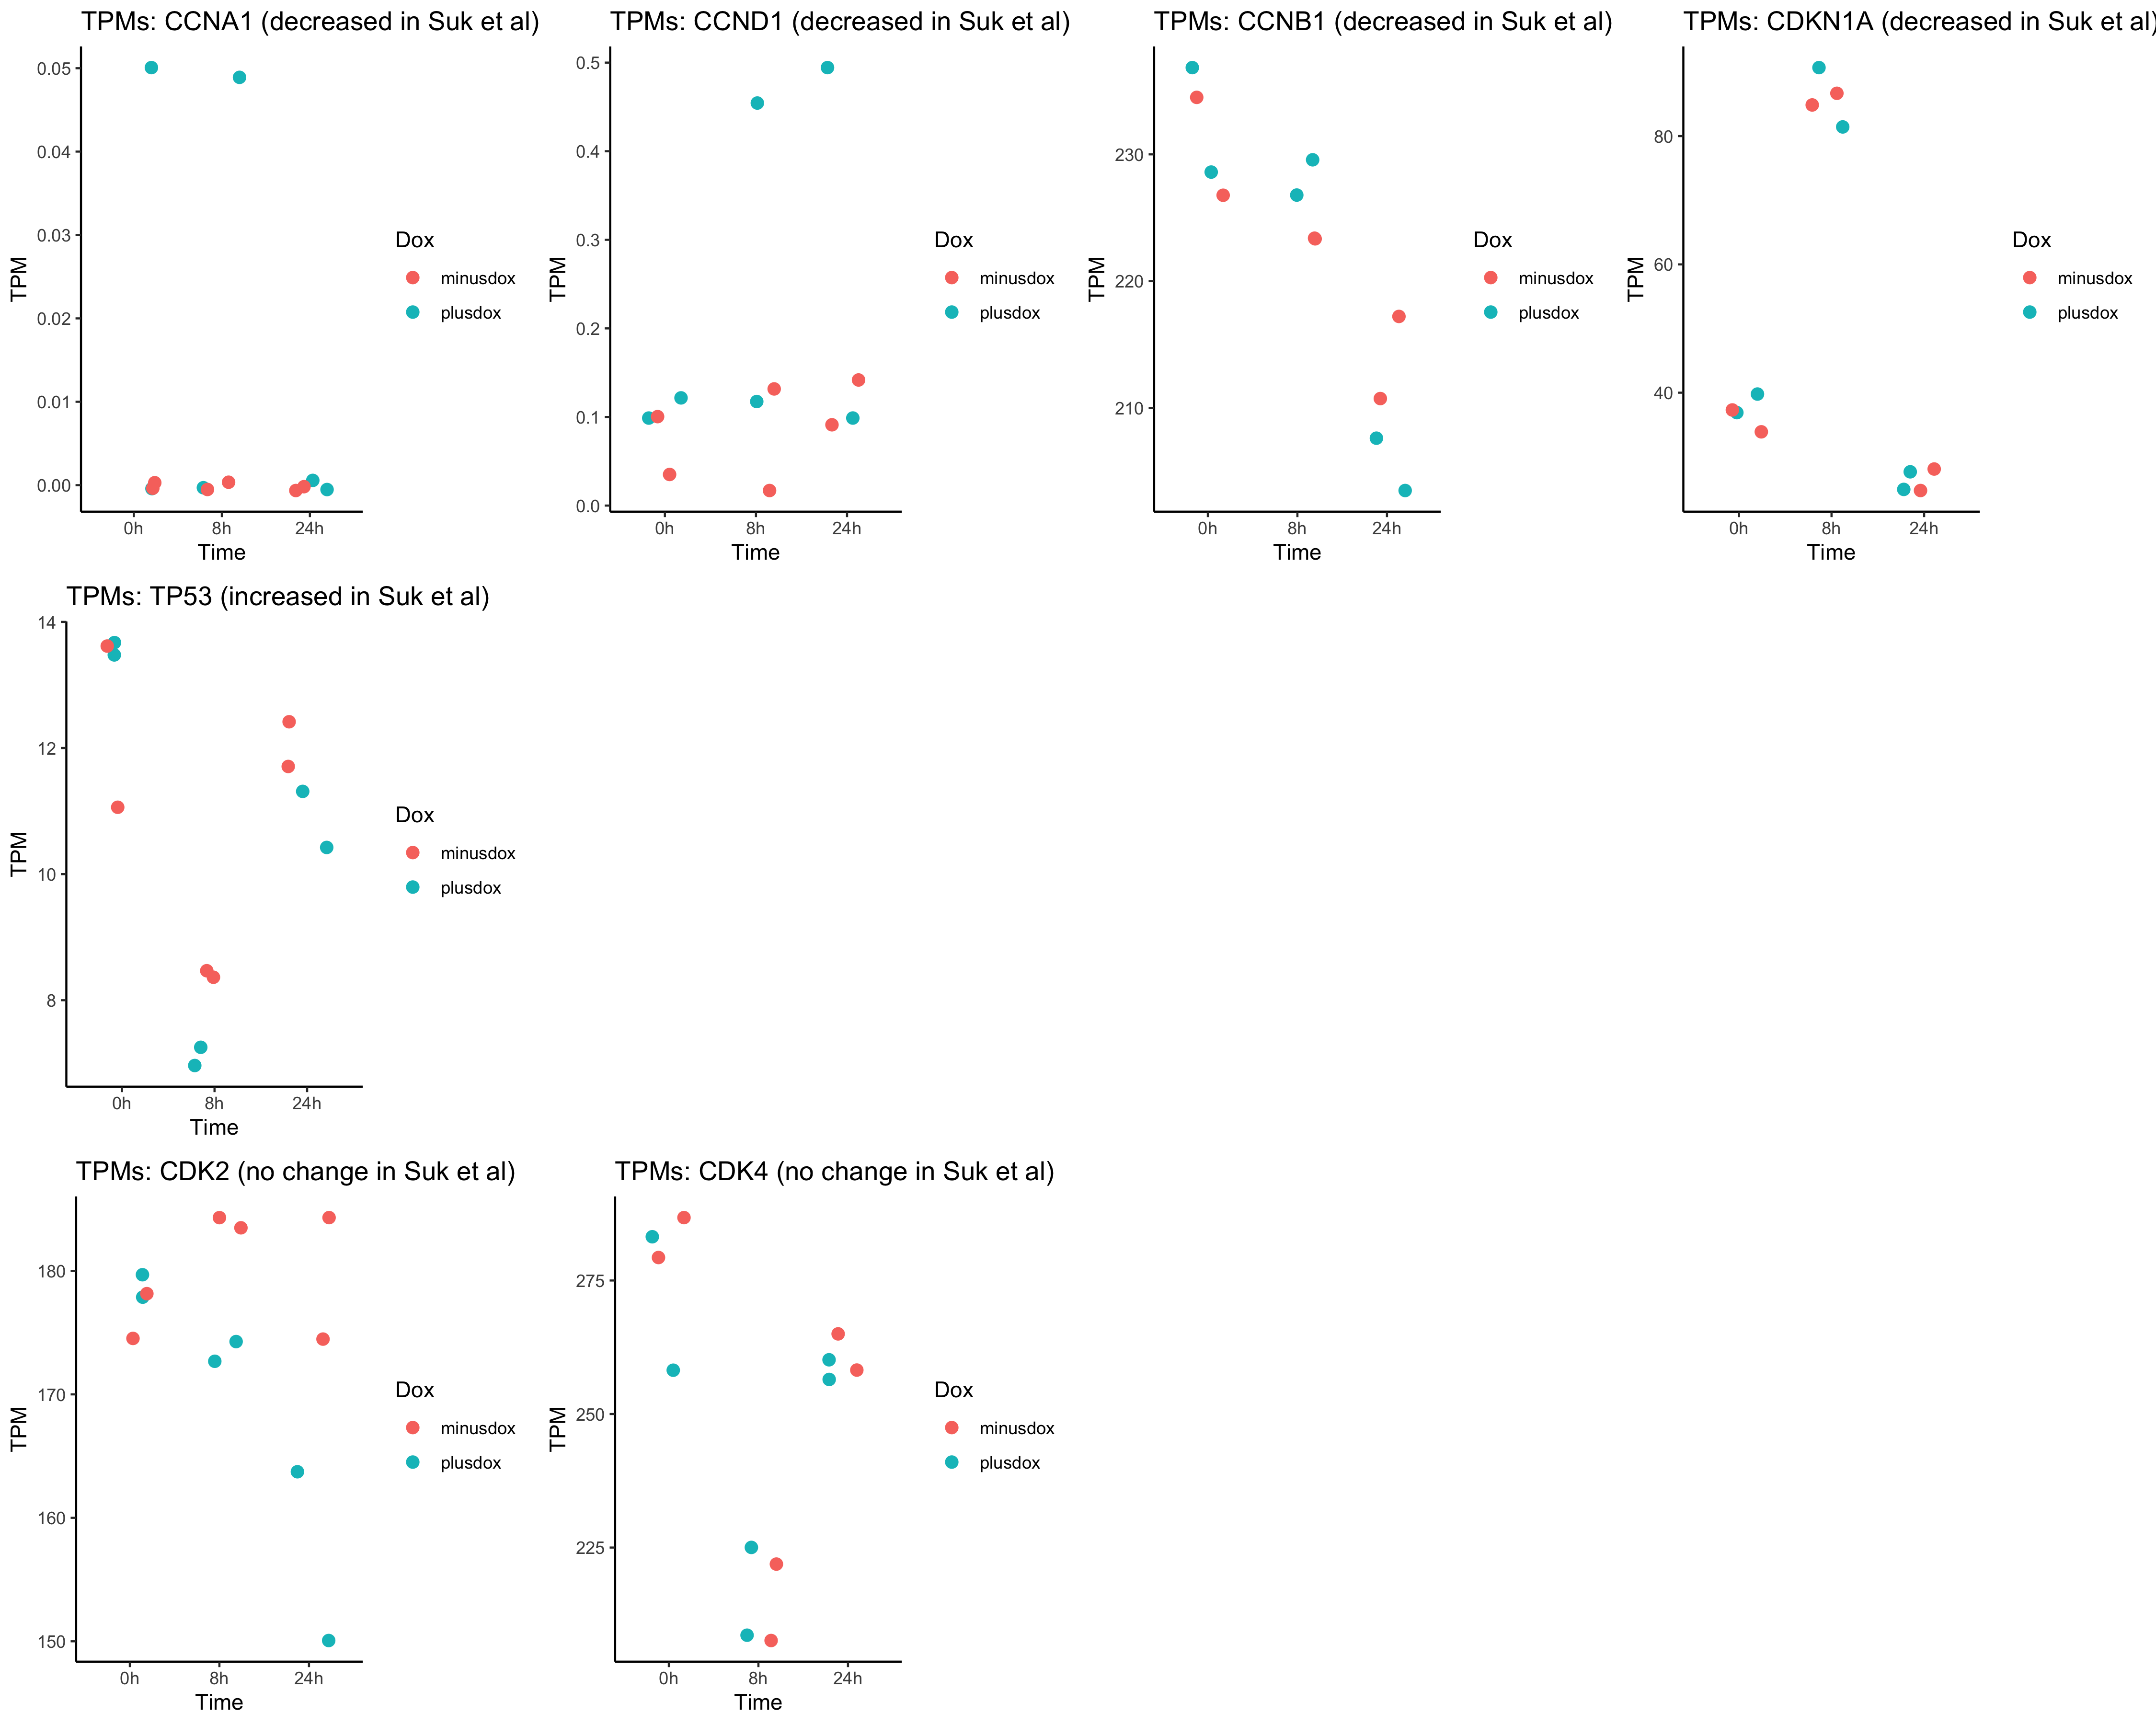 TPMs: CCNA1 (decreased in Suk et al)
0.05
0.04
0.03
0.02
0.01
0.00
TPM
0h 8h 24h
Time
Dox
minusdox
plusdox
TPMs: CCND1 (decreased in Suk et al)
0.5
0.4
0.3
0.2
0.1
0.0
TPM
0h 8h 24h
Time
Dox
minusdox
plusdox
TPMs: CCNB1 (decreased in Suk et al)
230
220
210
TPM
0h 8h 24h
Time
Dox
minusdox
plusdox
TPMs: CDKN1A (decreased in Suk et al)
80
60
40
TPM
0h 8h 24h
Time
Dox
minusdox
plusdox
TPMs: TP53 (increased in Suk et al)
14
12
10
8
TPM
0h 8h 24h
Time
Dox
minusdox
plusdox
TPMs: CDK2 (no change in Suk et al)
180
170
160
150
TPM
0h 8h 24h
Time
Dox
minusdox
plusdox
TPMs: CDK4 (no change in Suk et al)
275
250
225
TPM
0h 8h 24h
Time
Dox
minusdox
plusdox